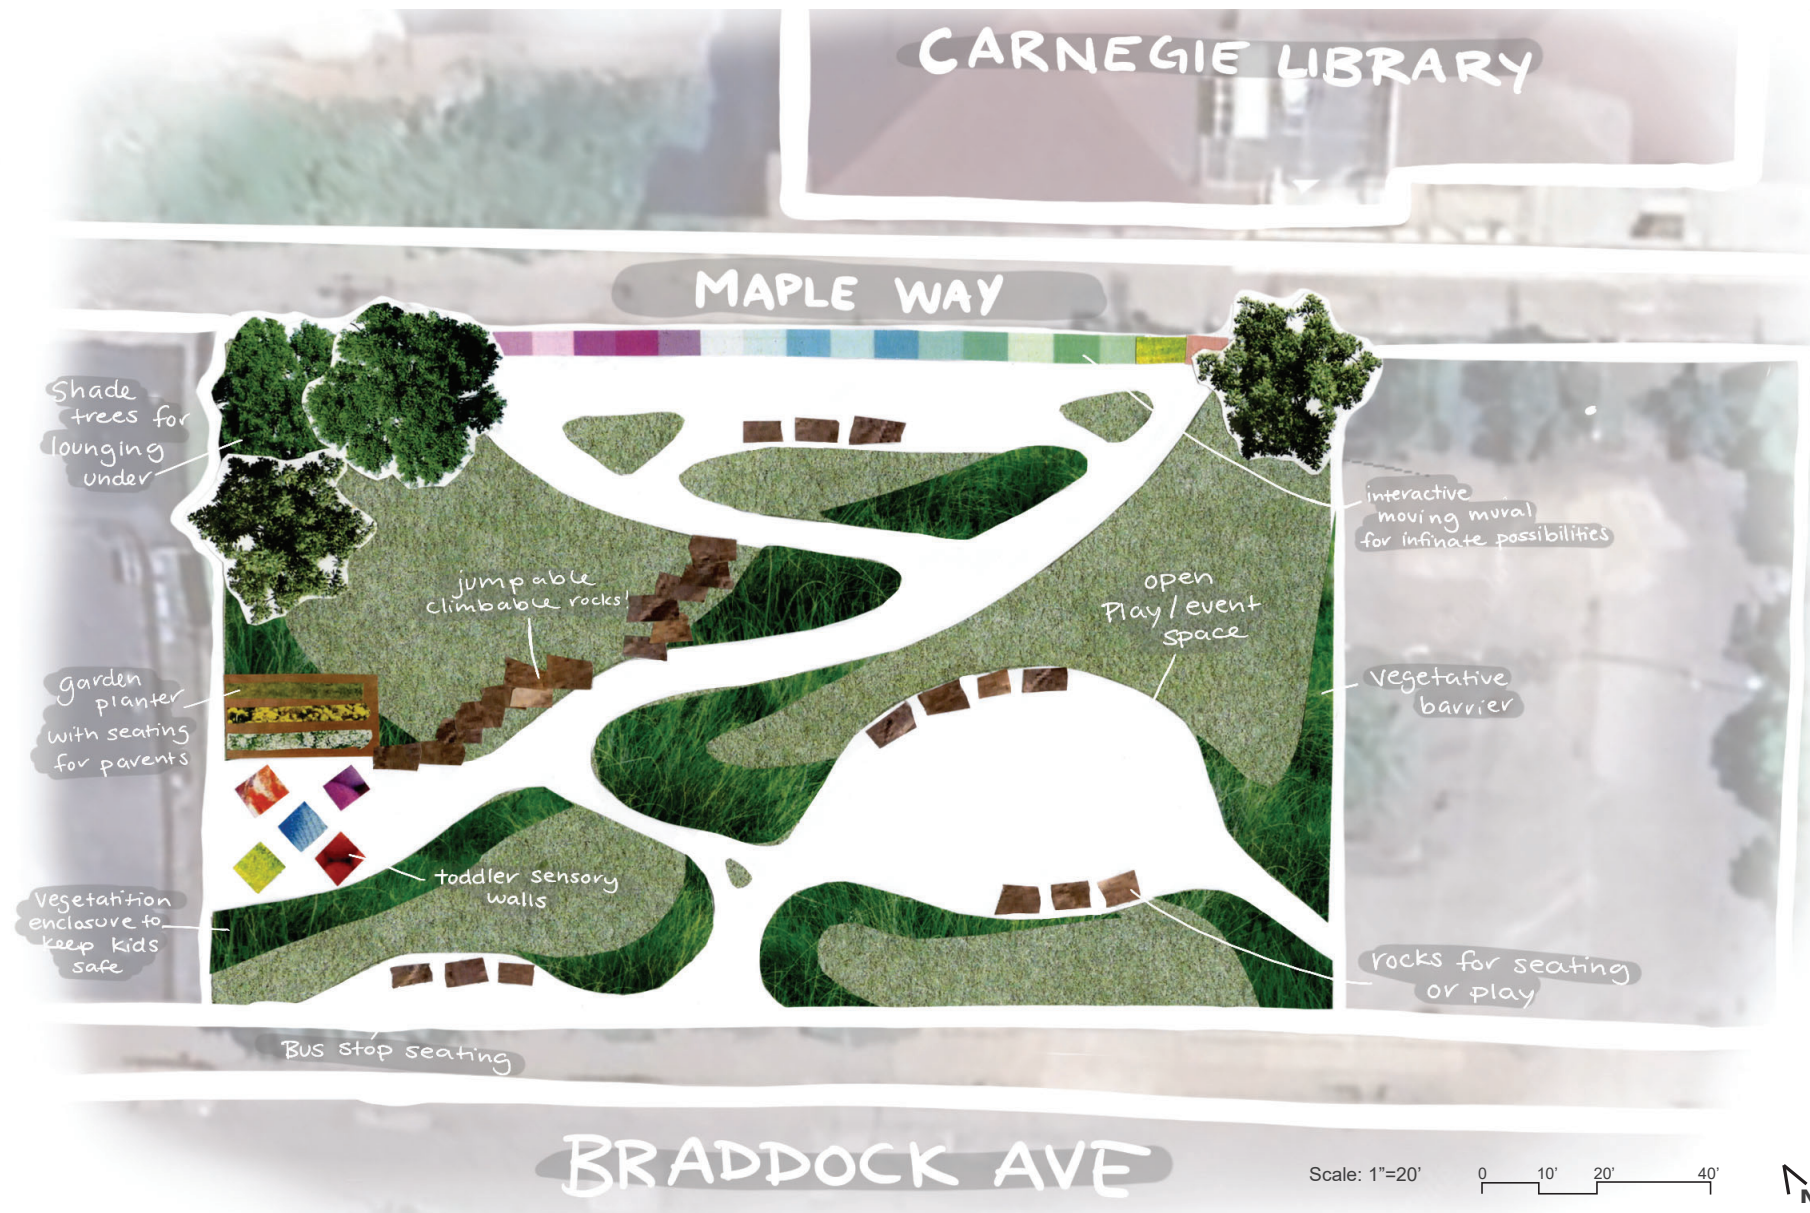 CARNEGIE LIBRARY
MAPLE WAY
Shade
trees for
lounging
under
interactive
moving mural
for infinate possibilities
jumpable
climbable rocks!
open
Play/event
space
garden
planter
with seating
for parents
vegetative
barrier
toddler sensory
walls
Vegetatition
enclosure to
keep kids
safe
rocks for seating
or play
Bus stop seating
BRADDOCK AVE
Scale: 1"=20'
0 10' 20' 40'
N